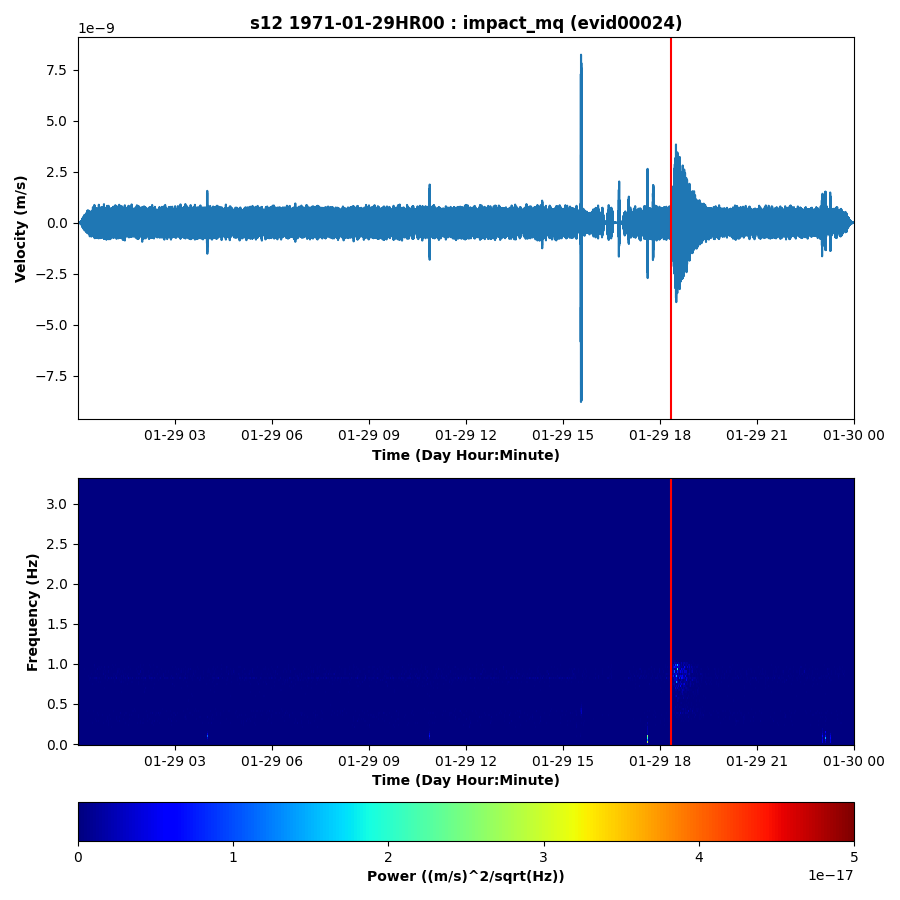 s12 1971-01-29HR00 : impact_mq (evid00024)
1e−9
7.5
5.0
2.5
0.0
−2.5
−5.0
−7.5
Velocity (m/s)
01-29 03 01-29 06 01-29 09 01-29 12 01-29 15 01-29 18 01-29 21 01-30 00
Time (Day Hour:Minute)
3.0
2.5
2.0
1.5
1.0
0.5
0.0
Frequency (Hz)
01-29 03 01-29 06 01-29 09 01-29 12 01-29 15 01-29 18 01-29 21 01-30 00
Time (Day Hour:Minute)
0 1 2 3 4 5
1e−17
Power ((m/s)^2/sqrt(Hz))